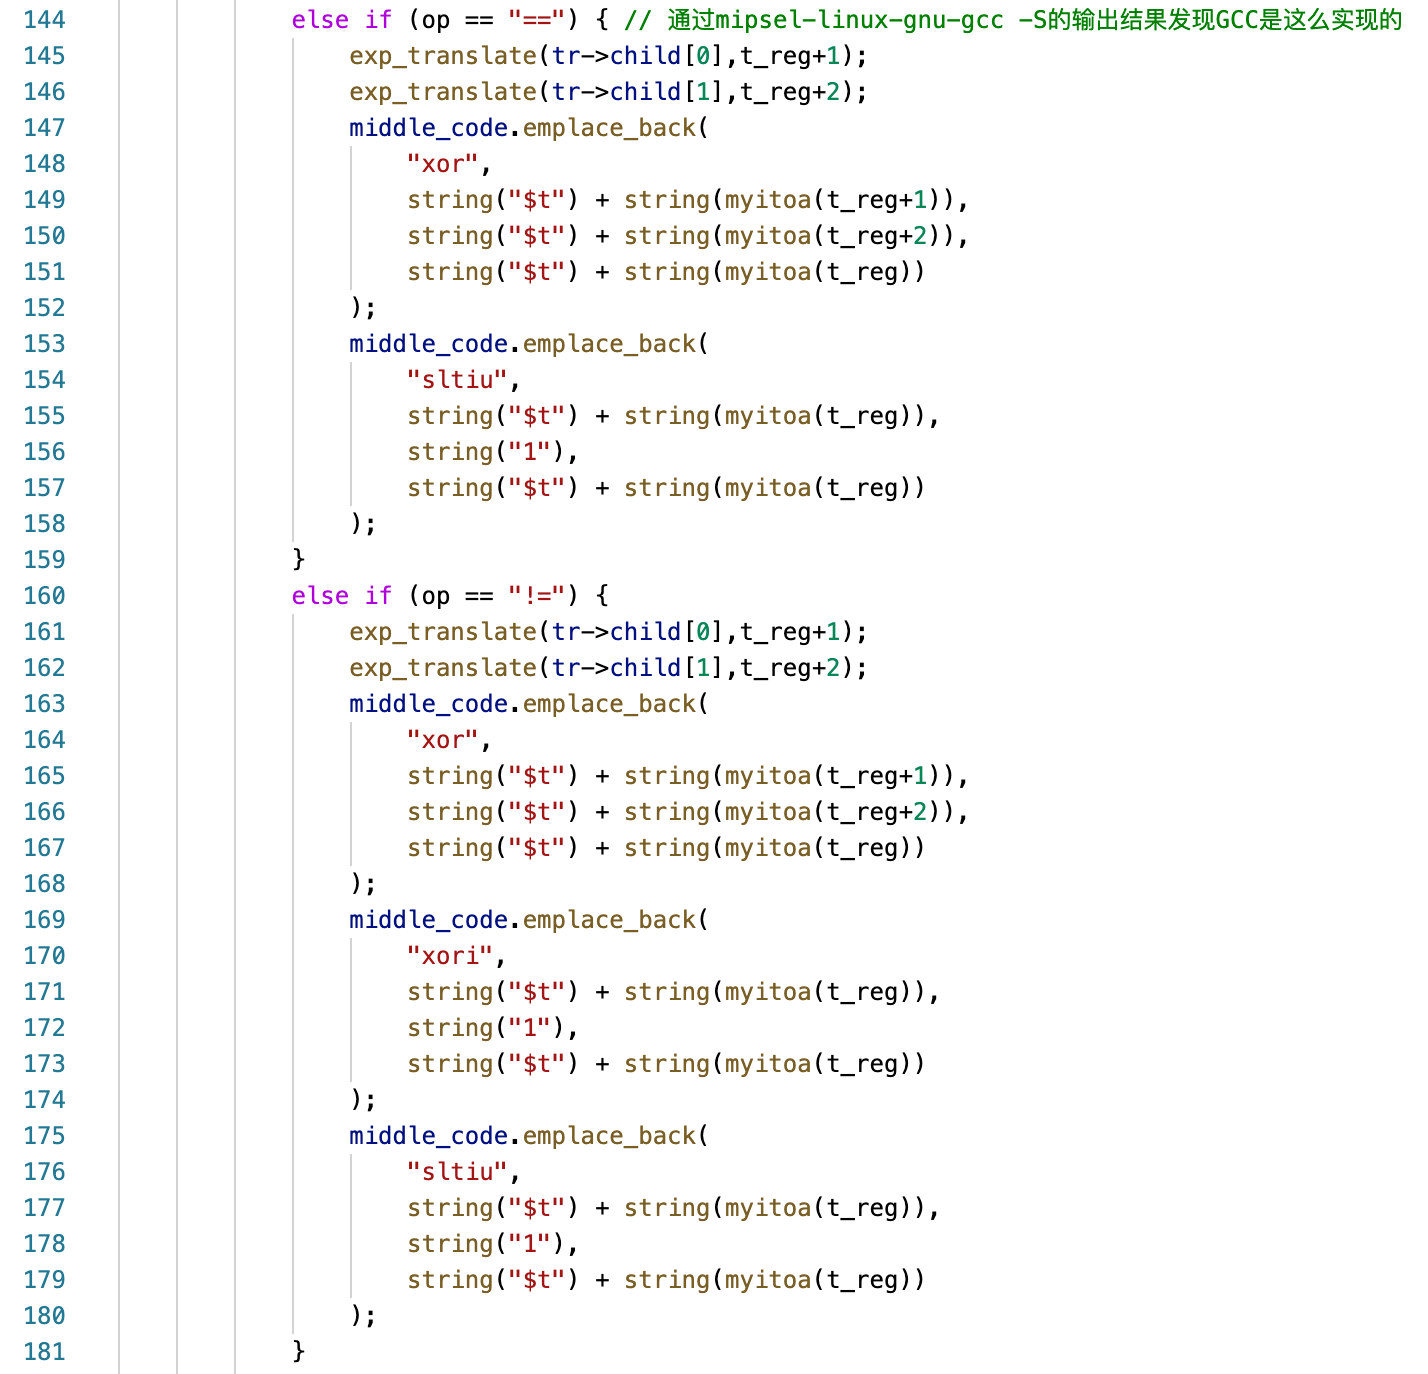 144 else if (op == "==") { // 通过mipsel-linux-gnu-gcc -S的输出结果发现GCC是这么实现的
145 exp_translate(tr->child[0],t_reg+1);
146 exp_translate(tr->child[1],t_reg+2);
147 middle_code.emplace_back(
148 "xor",
149 string("$t") + string(myitoa(t_reg+1)),
150 string("$t") + string(myitoa(t_reg+2)),
151 string("$t") + string(myitoa(t_reg))
152 );
153 middle_code.emplace_back(
154 "sltiu",
155 string("$t") + string(myitoa(t_reg)),
156 string("1"),
157 string("$t") + string(myitoa(t_reg))
158 );
159 }
160 else if (op == "!=") {
161 exp_translate(tr->child[0],t_reg+1);
162 exp_translate(tr->child[1],t_reg+2);
163 middle_code.emplace_back(
164 "xor",
165 string("$t") + string(myitoa(t_reg+1)),
166 string("$t") + string(myitoa(t_reg+2)),
167 string("$t") + string(myitoa(t_reg))
168 );
169 middle_code.emplace_back(
170 "xori",
171 string("$t") + string(myitoa(t_reg)),
172 string("1"),
173 string("$t") + string(myitoa(t_reg))
174 );
175 middle_code.emplace_back(
176 "sltiu",
177 string("$t") + string(myitoa(t_reg)),
178 string("1"),
179 string("$t") + string(myitoa(t_reg))
180 );
181 }